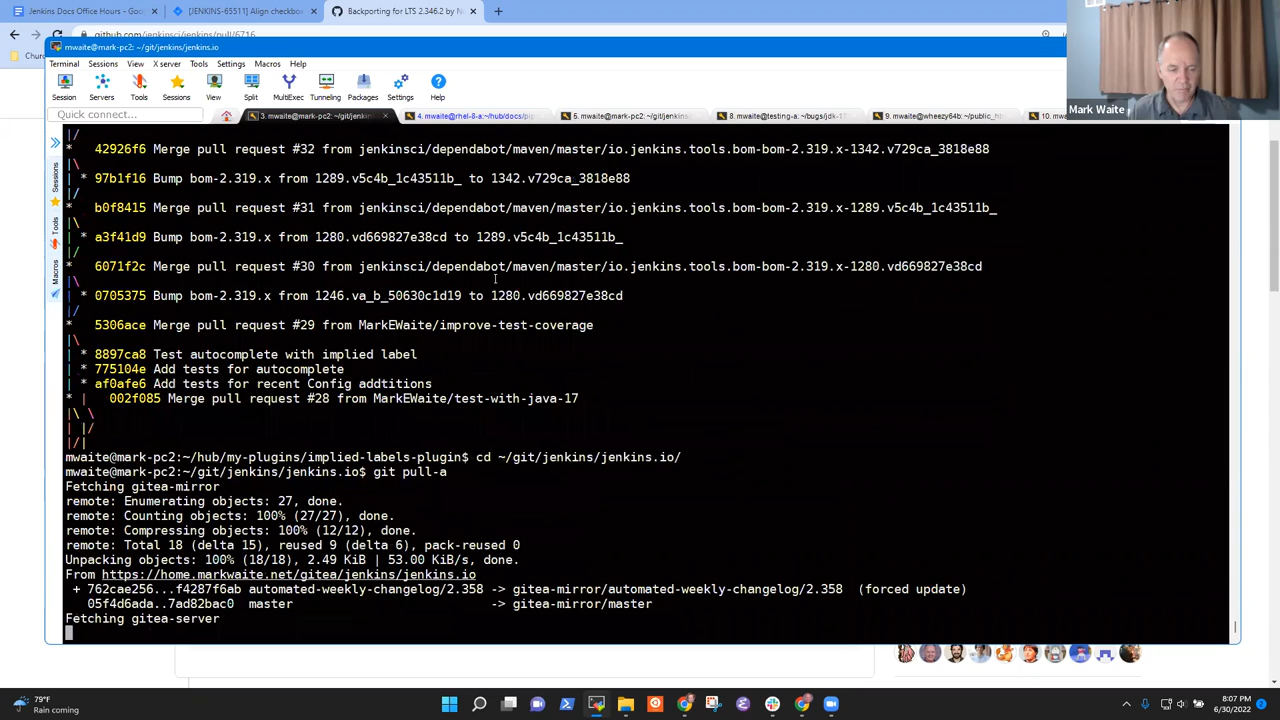 Jenkins Docs Office Hours - Goog
[JENKINS-65511] Align checkbox
Backporting for LTS 2.346.2 by N
github.com/jenkinsci/jenkins/pull/6716
mwaite@mark-pc2: ~/git/jenkins/jenkins.io
Terminal Sessions View X server Tools Settings Macros Help
Session Servers Tools Sessions View Split MultiExec Tunneling Packages Settings Help
Quick connect...
3. mwaite@mark-pc2: ~/git/jenkin
4. mwaite@rhel-8-a:~/hub/docs/pip
5. mwaite@mark-pc2: ~/git/jenkins
8. mwaite@testing-a: ~/bugs/jdk-1
9. mwaite@wheezy64b: ~/public_ht
10. mwaite
Sessions
Tools
Macros
Mark Waite
|/
* 42926f6 Merge pull request #32 from jenkinsci/dependabot/maven/master/io.jenkins.tools.bom-bom-2.319.x-1342.v729ca_3818e88
|\
| * 97b1f16 Bump bom-2.319.x from 1289.v5c4b_1c43511b_ to 1342.v729ca_3818e88
|/
* b0f8415 Merge pull request #31 from jenkinsci/dependabot/maven/master/io.jenkins.tools.bom-bom-2.319.x-1289.v5c4b_1c43511b_
|\
| * a3f41d9 Bump bom-2.319.x from 1280.vd669827e38cd to 1289.v5c4b_1c43511b_
|/
* 6071f2c Merge pull request #30 from jenkinsci/dependabot/maven/master/io.jenkins.tools.bom-bom-2.319.x-1280.vd669827e38cd
|\
| * 0705375 Bump bom-2.319.x from 1246.va_b_50630c1d19 to 1280.vd669827e38cd
|/
* 5306ace Merge pull request #29 from MarkEWaite/improve-test-coverage
|\
| * 8897ca8 Test autocomplete with implied label
| * 775104e Add tests for autocomplete
| * af0afe6 Add tests for recent Config addtitions
* | 002f085 Merge pull request #28 from MarkEWaite/test-with-java-17
|\ \
| |/
|/|
mwaite@mark-pc2:~/hub/my-plugins/implied-labels-plugin$ cd ~/git/jenkins/jenkins.io/
mwaite@mark-pc2:~/git/jenkins/jenkins.io$ git pull-a
Fetching gitea-mirror
remote: Enumerating objects: 27, done.
remote: Counting objects: 100% (27/27), done.
remote: Compressing objects: 100% (12/12), done.
remote: Total 18 (delta 15), reused 9 (delta 6), pack-reused 0
Unpacking objects: 100% (18/18), 2.49 KiB | 53.00 KiB/s, done.
From https://home.markwaite.net/gitea/jenkins/jenkins.io
+ 762cae256...f4287f6ab automated-weekly-changelog/2.358 -> gitea-mirror/automated-weekly-changelog/2.358 (forced update)
05f4d6ada..7ad82bac0 master -> gitea-mirror/master
Fetching gitea-server
79°F
Rain coming
8:07 PM
6/30/2022